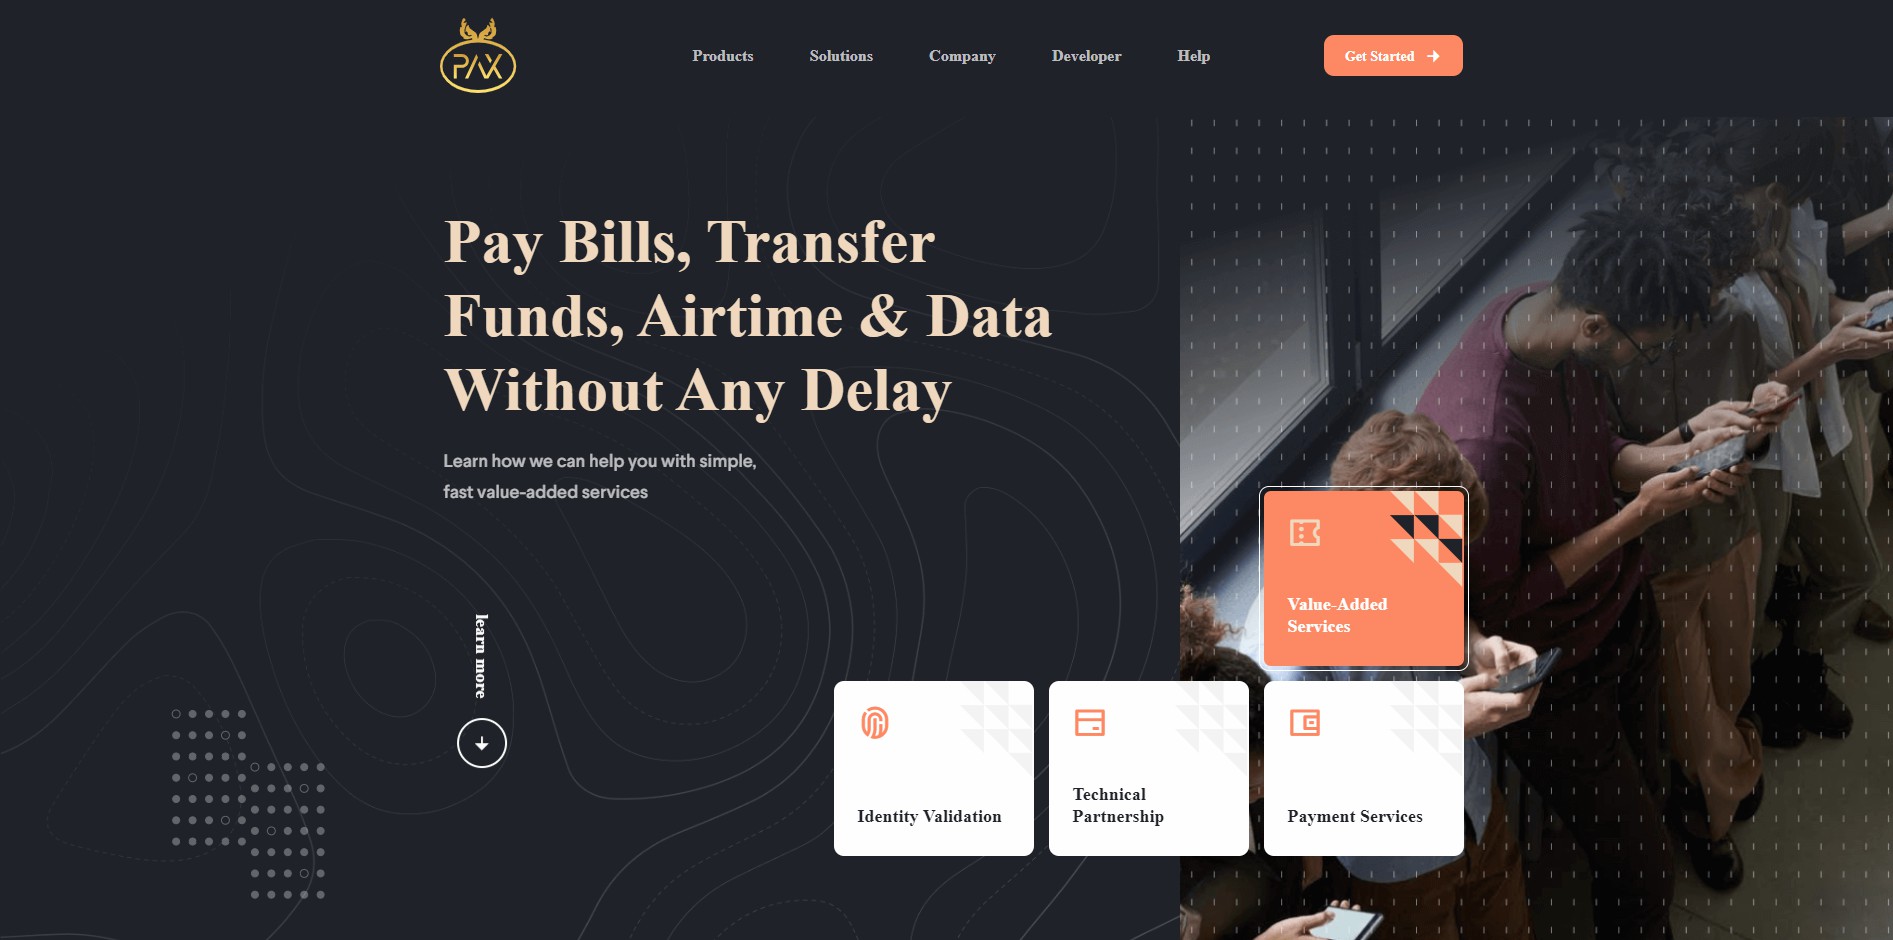 PAX
Products
Solutions
Company
Developer
Help
Get Started
Pay Bills, Transfer
Funds, Airtime & Data
Without Any Delay
Learn how we can help you with simple,
fast value-added services
learn more
Value-Added
Services
Identity Validation
Technical
Partnership
Payment Services